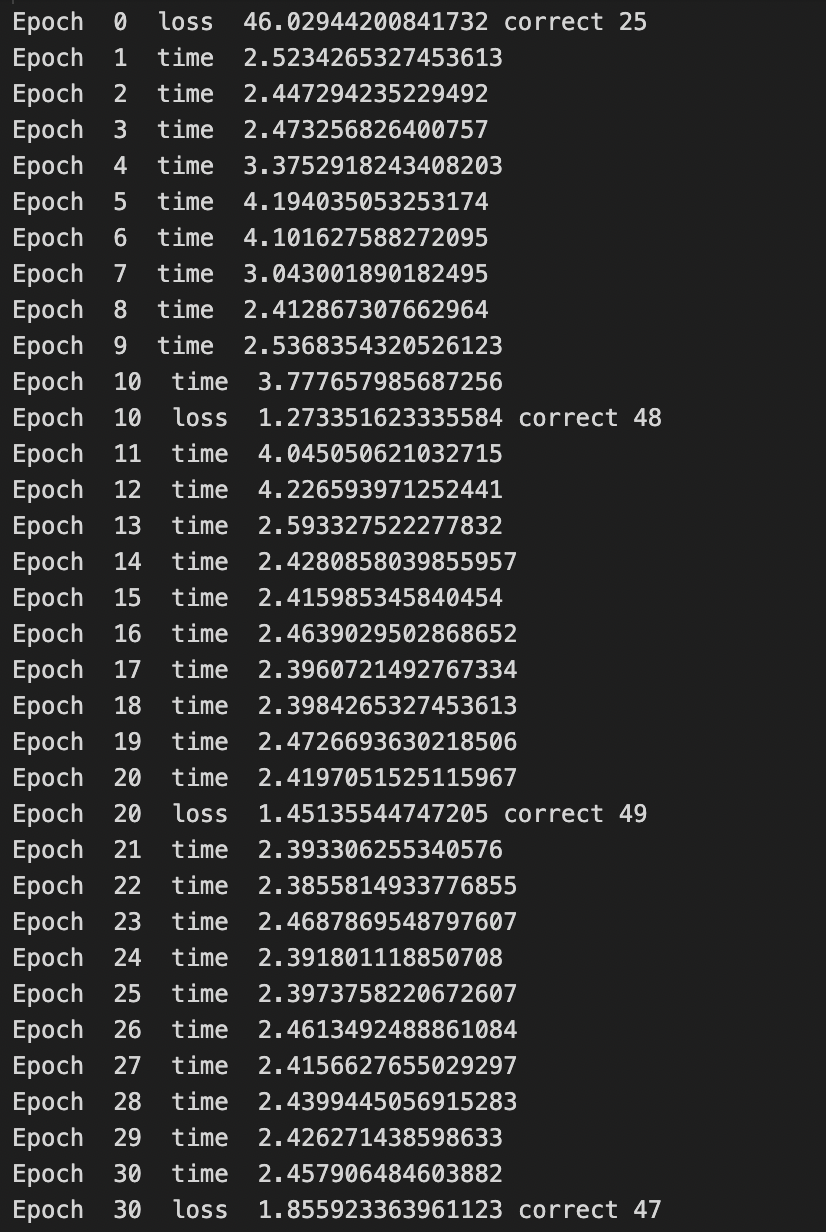 Epoch  0  loss  46.02944200841732 correct 25
Epoch  1  time  2.5234265327453613
Epoch  2  time  2.447294235229492
Epoch  3  time  2.473256826400757
Epoch  4  time  3.3752918243408203
Epoch  5  time  4.194035053253174
Epoch  6  time  4.101627588272095
Epoch  7  time  3.043001890182495
Epoch  8  time  2.412867307662964
Epoch  9  time  2.5368354320526123
Epoch  10  time  3.777657985687256
Epoch  10  loss  1.273351623335584 correct 48
Epoch  11  time  4.045050621032715
Epoch  12  time  4.226593971252441
Epoch  13  time  2.593327522277832
Epoch  14  time  2.4280858039855957
Epoch  15  time  2.415985345840454
Epoch  16  time  2.4639029502868652
Epoch  17  time  2.3960721492767334
Epoch  18  time  2.3984265327453613
Epoch  19  time  2.4726693630218506
Epoch  20  time  2.4197051525115967
Epoch  20  loss  1.45135544747205 correct 49
Epoch  21  time  2.393306255340576
Epoch  22  time  2.3855814933776855
Epoch  23  time  2.4687869548797607
Epoch  24  time  2.391801118850708
Epoch  25  time  2.3973758220672607
Epoch  26  time  2.4613492488861084
Epoch  27  time  2.4156627655029297
Epoch  28  time  2.4399445056915283
Epoch  29  time  2.426271438598633
Epoch  30  time  2.457906484603882
Epoch  30  loss  1.855923363961123 correct 47